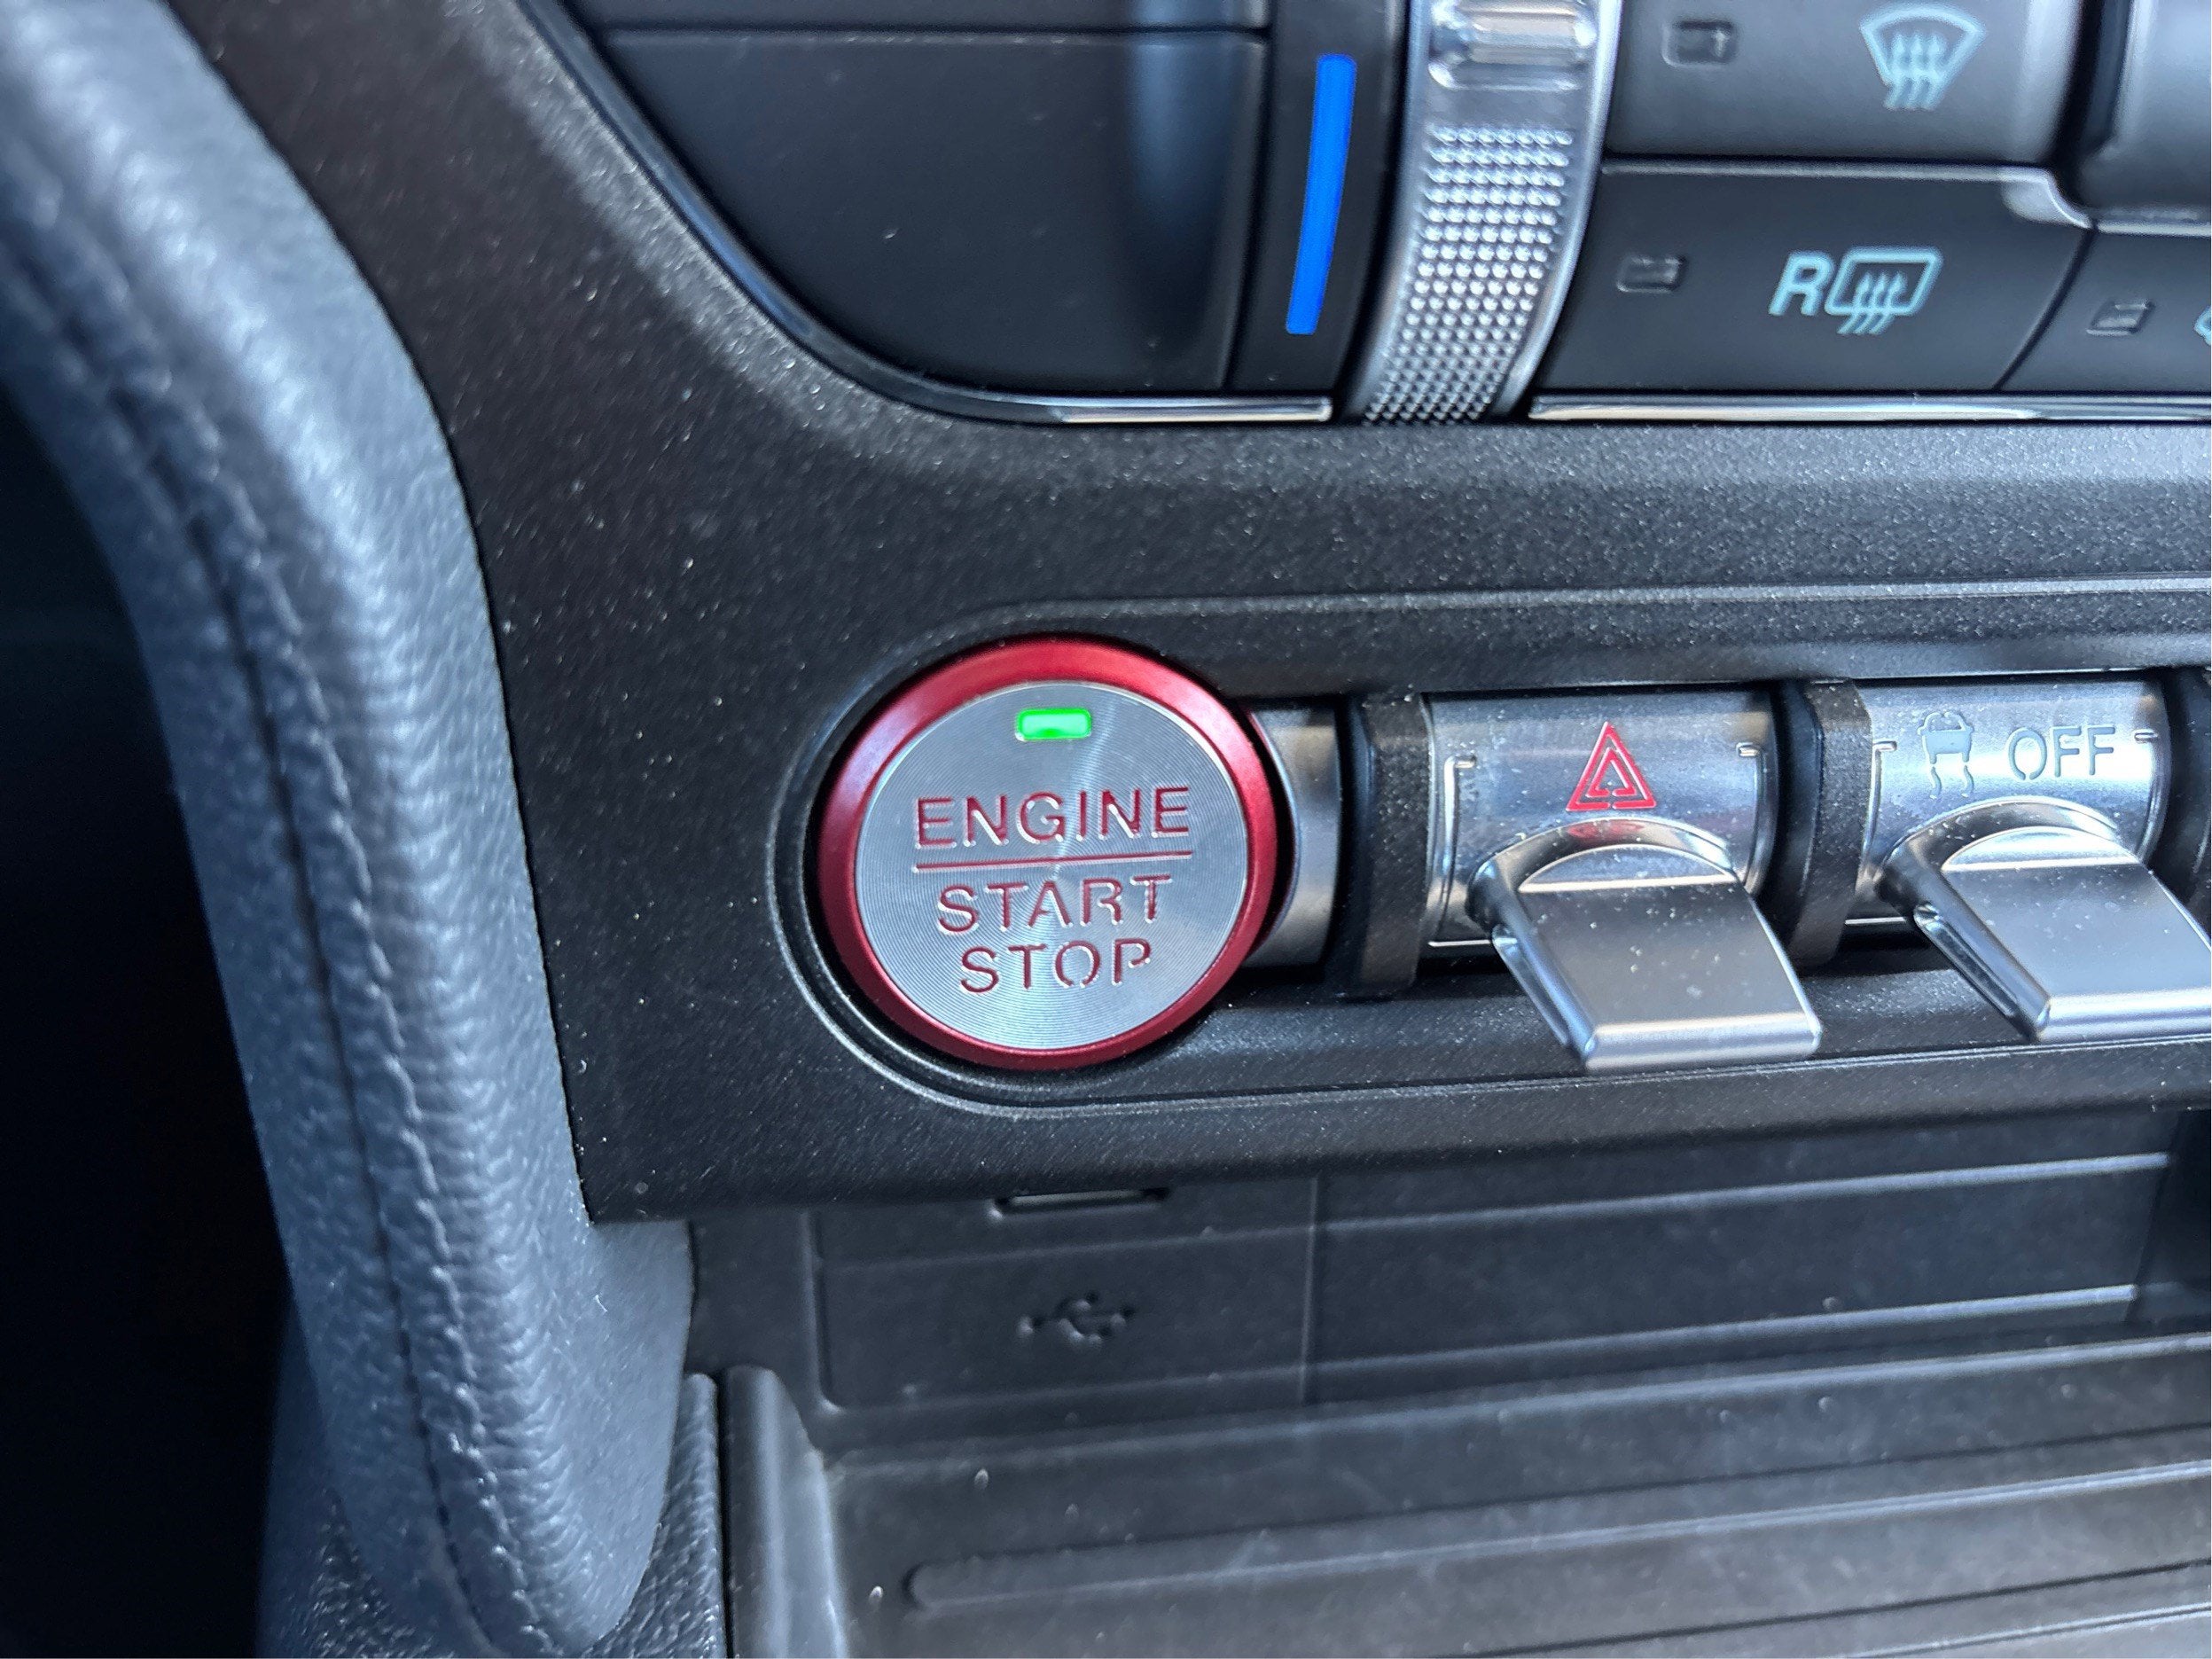 R
ENGINE
START
STOP
OFF